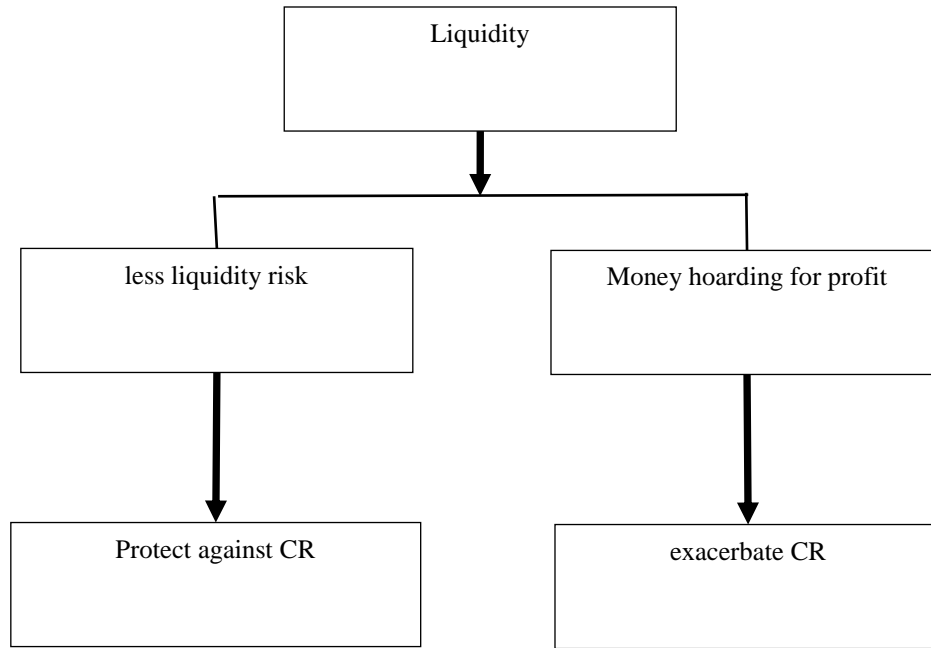 Liquidity
less liquidity risk
Money hoarding for profit
Protect against CR
exacerbate CR